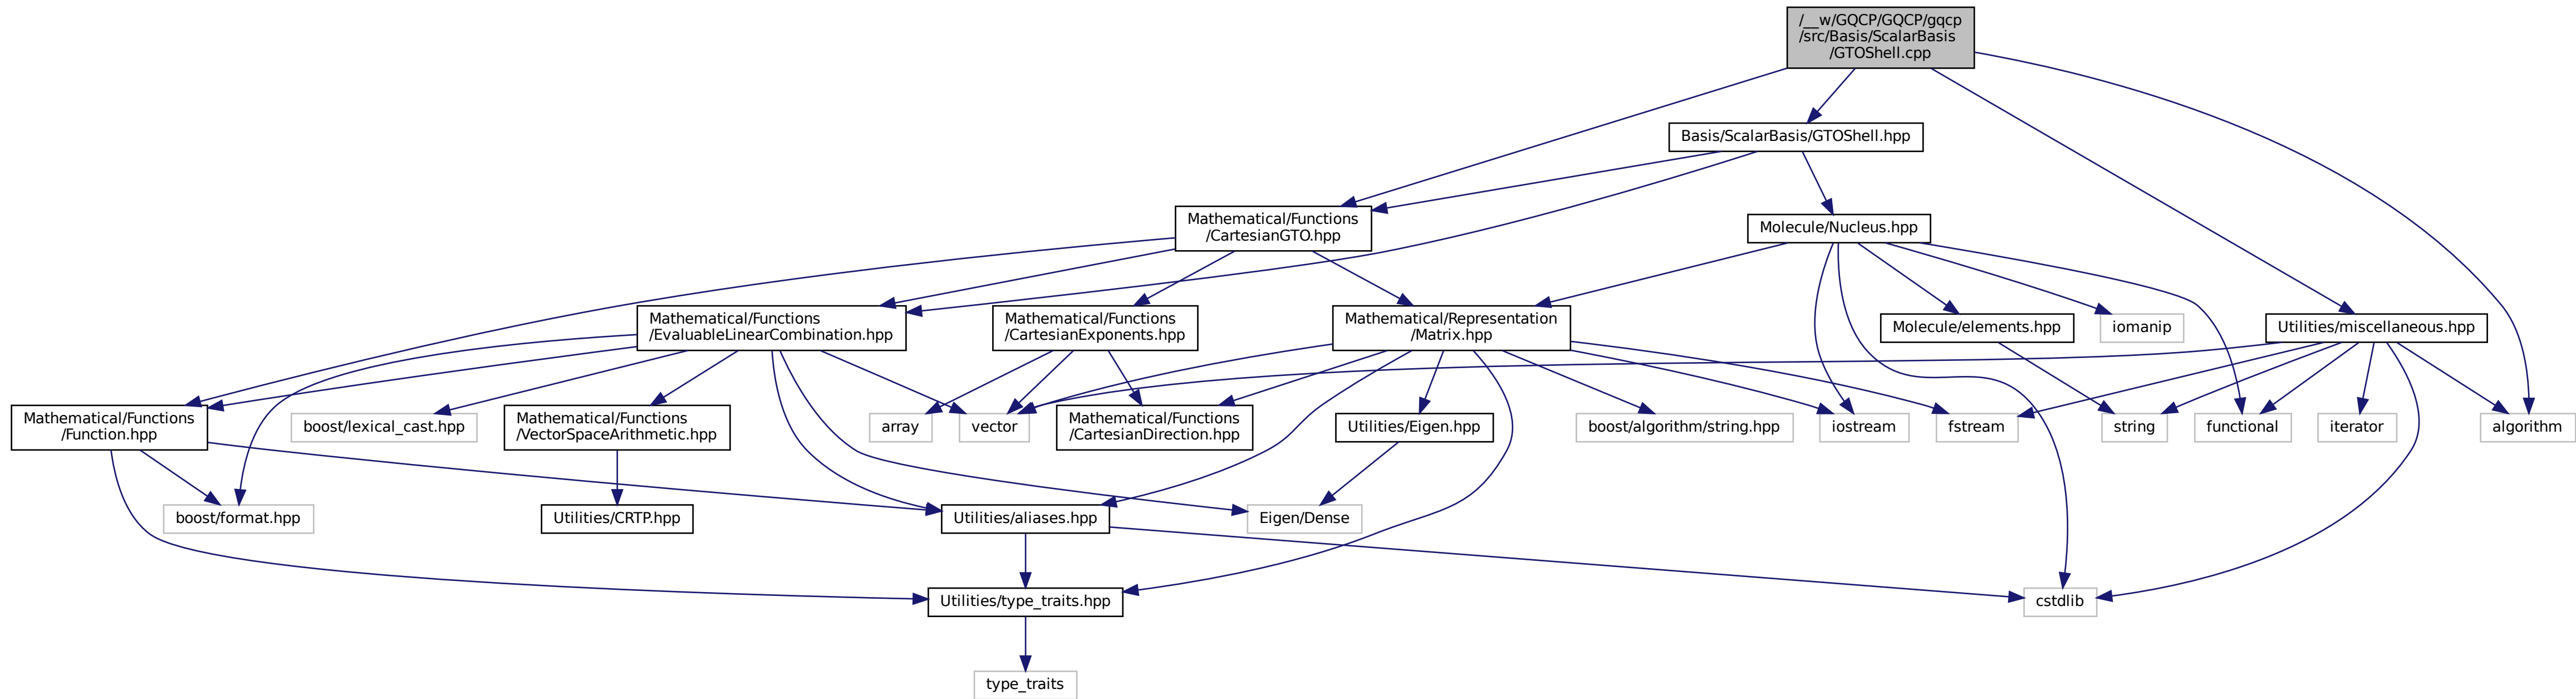 /__w/GQCP/GQCP/gqcp
/src/Basis/ScalarBasis
/GTOShell.cpp
Basis/ScalarBasis/GTOShell.hpp
Mathematical/Functions
/CartesianGTO.hpp
Molecule/Nucleus.hpp
Mathematical/Functions
/EvaluableLinearCombination.hpp
Mathematical/Functions
/CartesianExponents.hpp
Mathematical/Representation
/Matrix.hpp
Molecule/elements.hpp
iomanip
Utilities/miscellaneous.hpp
Mathematical/Functions
/Function.hpp
boost/lexical_cast.hpp
Mathematical/Functions
/VectorSpaceArithmetic.hpp
array
vector
Mathematical/Functions
/CartesianDirection.hpp
Utilities/Eigen.hpp
boost/algorithm/string.hpp
iostream
fstream
string
functional
iterator
algorithm
boost/format.hpp
Utilities/CRTP.hpp
Utilities/aliases.hpp
Eigen/Dense
Utilities/type_traits.hpp
cstdlib
type_traits